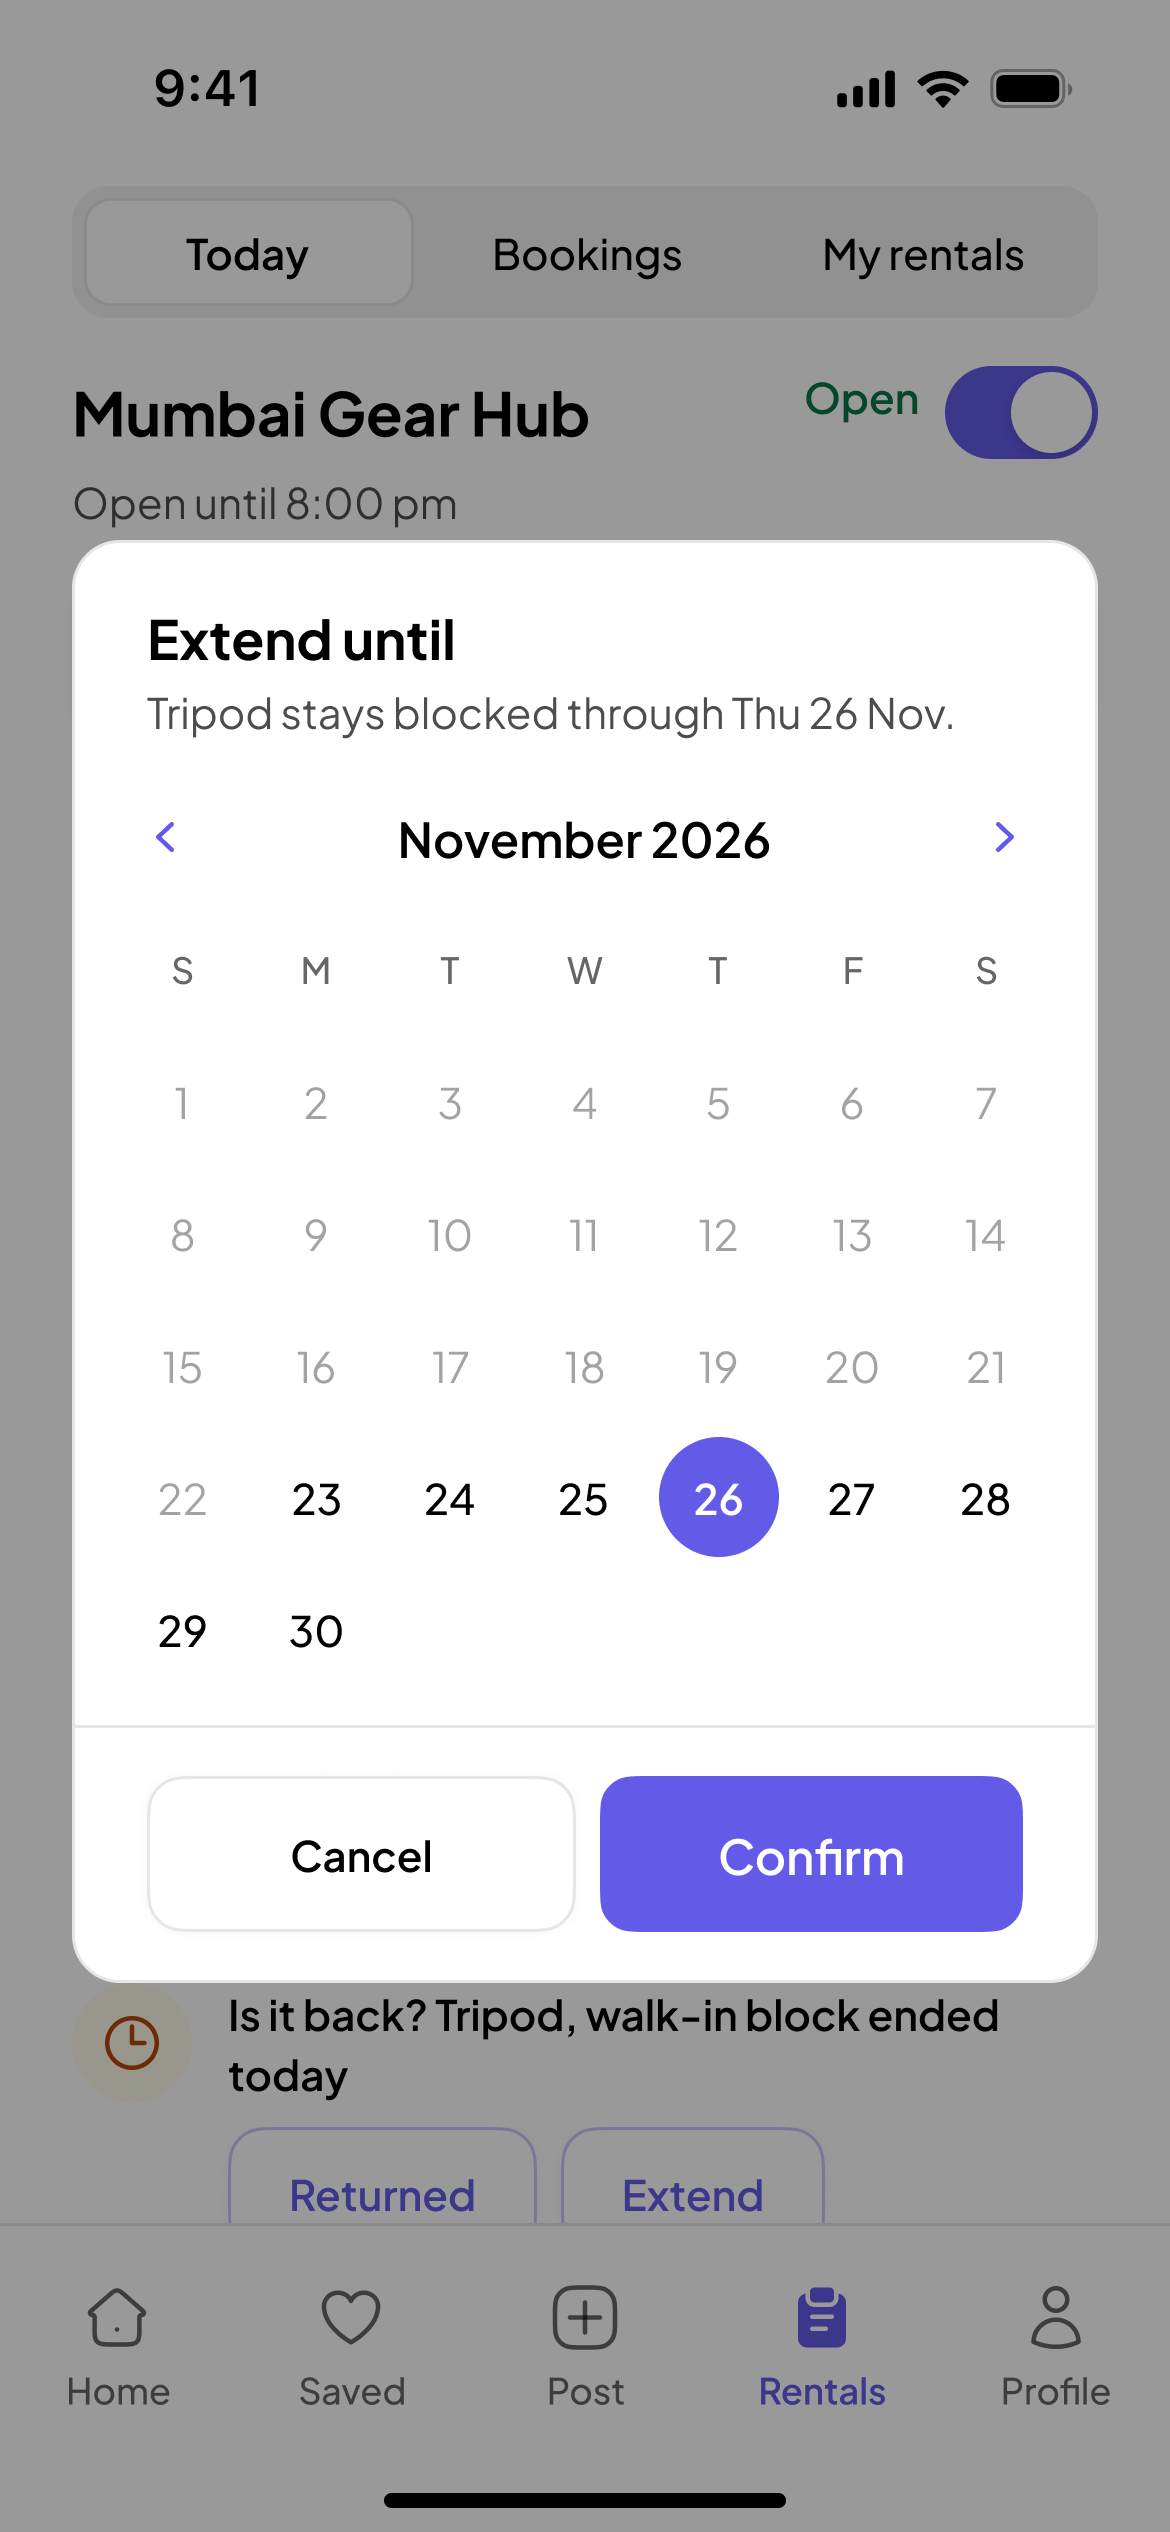 9:41
Today Bookings My rentals
Mumbai Gear Hub Open
Open until 8:00 pm
Extend until
Tripod stays blocked through Thu 26 Nov.
November 2026
S M T W T F S
1 2 3 4 5 6 7
8 9 10 11 12 13 14
15 16 17 18 19 20 21
22 23 24 25 26 27 28
29 30
Cancel Confirm
Is it back? Tripod, walk-in block ended
today
Returned Extend
Home Saved Post Rentals Profile